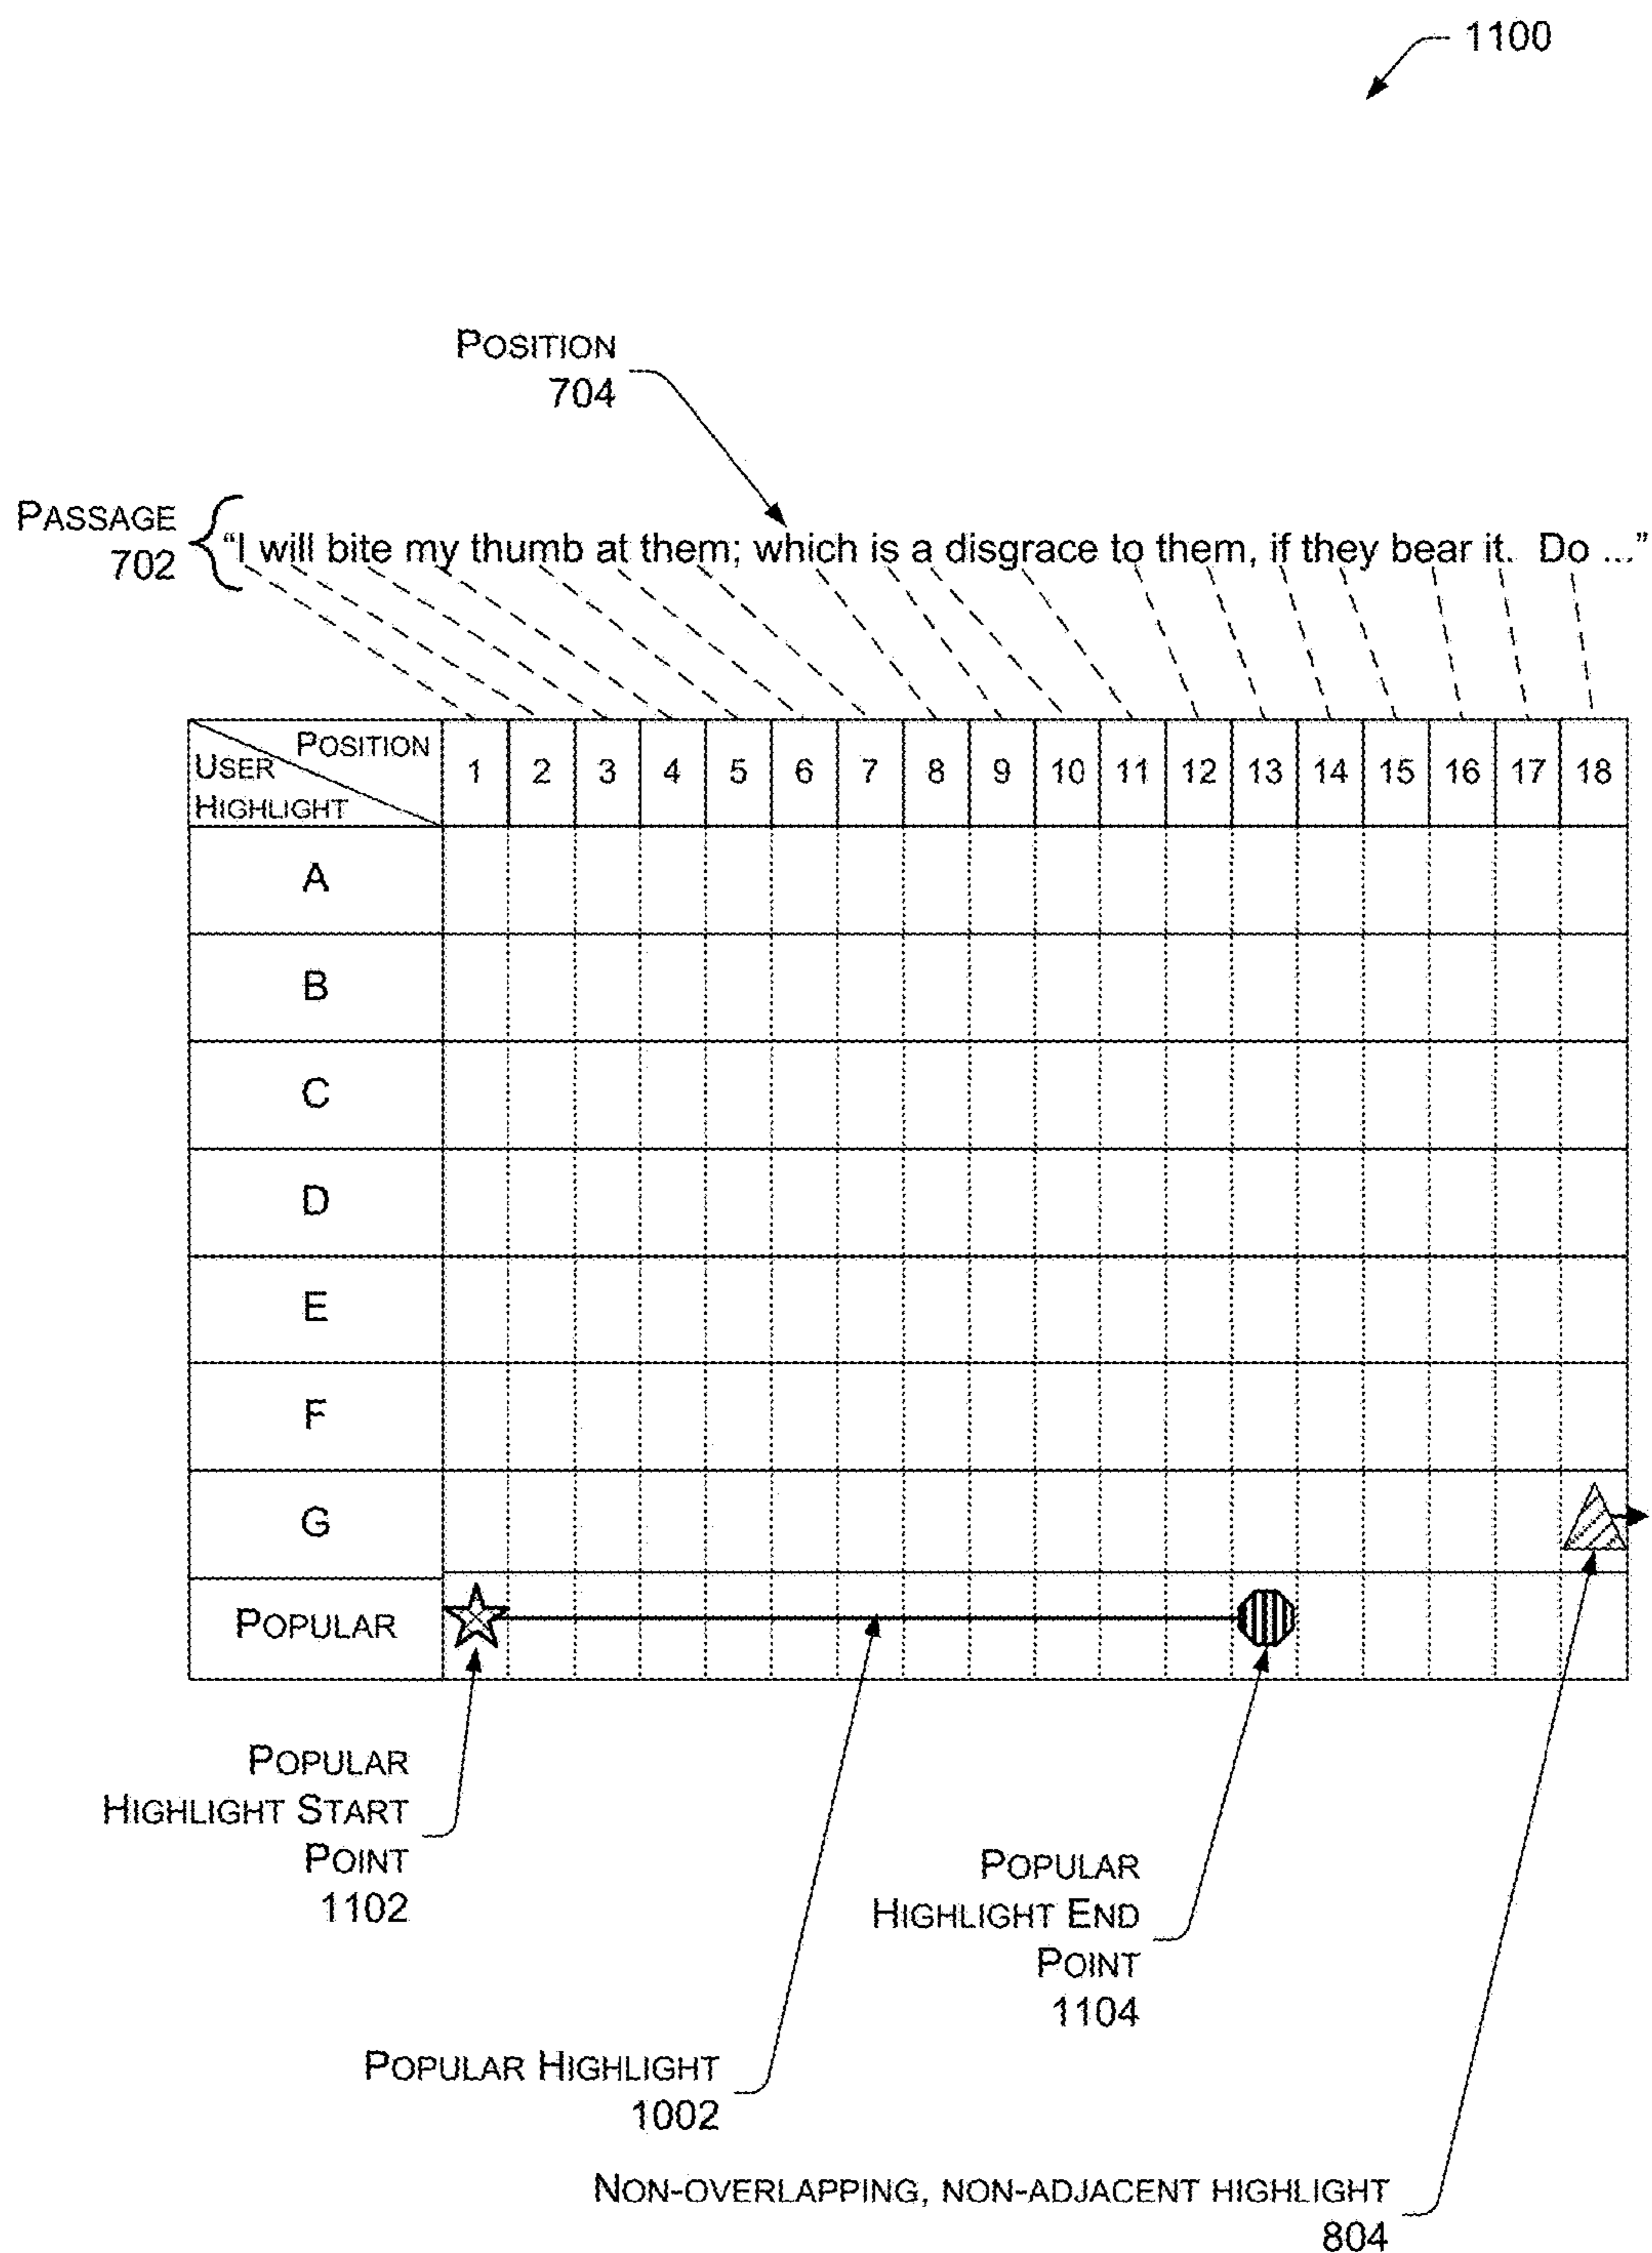 1100
POSITION
704
PASSAGE
702
“I will bite my thumb at them; which is a disgrace to them, if they bear it.  Do ...”
POSITION
USER
HIGHLIGHT
1 2 3 4 5 6 7 8 9 10 11 12 13 14 15 16 17 18
A
B
C
D
E
F
G
POPULAR
POPULAR
HIGHLIGHT START
POINT
1102
POPULAR
HIGHLIGHT END
POINT
1104
POPULAR HIGHLIGHT
1002
NON-OVERLAPPING, NON-ADJACENT HIGHLIGHT
804